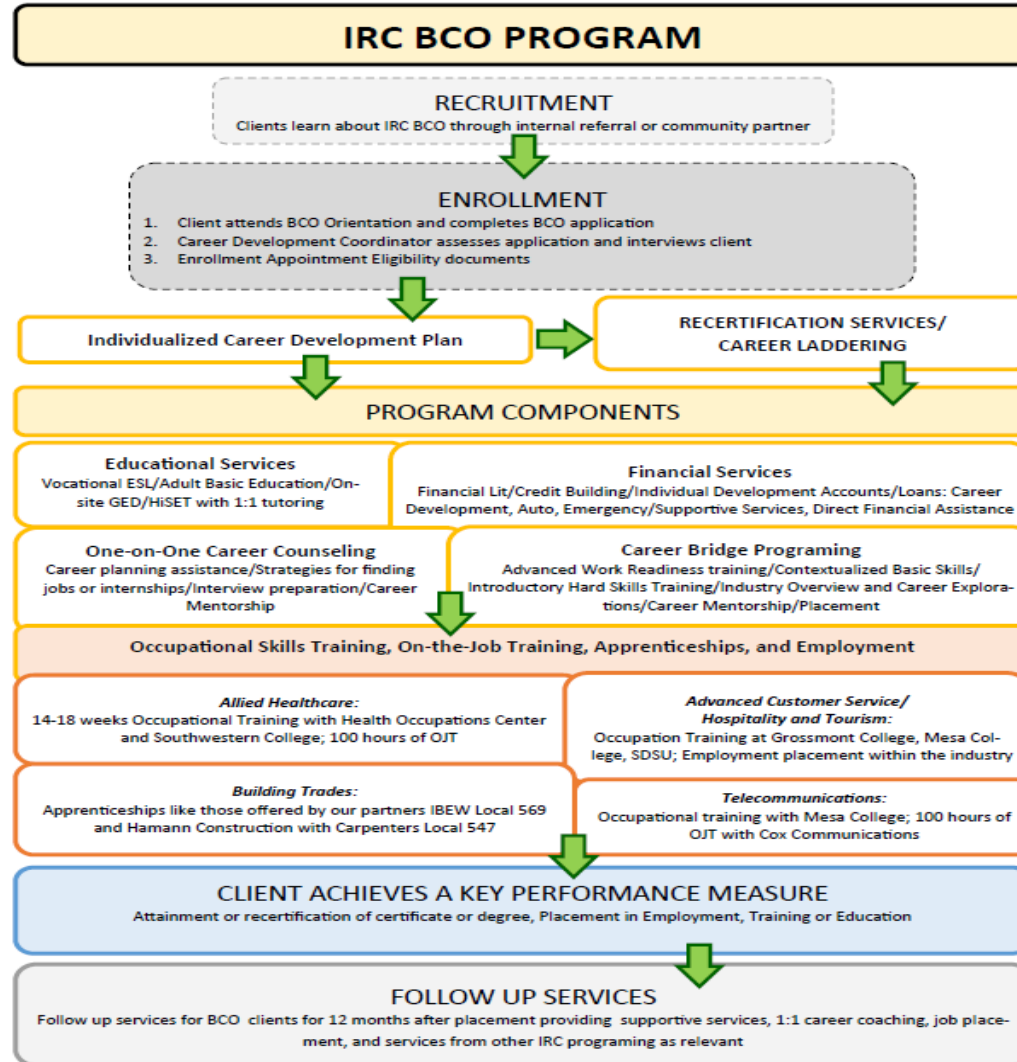 IRC BCO PROGRAM
RECRUITMENT
Clients learn about IRC BCO through internal referral or community partner
ENROLLMENT
1. Client attends BCO Orientation and completes BCO application
2. Career Development Coordinator assesses application and interviews client
3. Enrollment Appointment Eligibility documents
Individualized Career Development Plan
RECERTIFICATION SERVICES/
CAREER LADDERING
PROGRAM COMPONENTS
Educational Services
Vocational ESL/Adult Basic Education/On-
site GED/HiSET with 1:1 tutoring
Financial Services
Financial Lit/Credit Building/Individual Development Accounts/Loans: Career
Development, Auto, Emergency/Supportive Services, Direct Financial Assistance
One-on-One Career Counseling
Career planning assistance/Strategies for finding
jobs or internships/Interview preparation/Career
Mentorship
Career Bridge Programing
Advanced Work Readiness training/Contextualized Basic Skills/
Introductory Hard Skills Training/Industry Overview and Career Explora-
tions/Career Mentorship/Placement
Occupational Skills Training, On-the-Job Training, Apprenticeships, and Employment
Allied Healthcare:
14-18 weeks Occupational Training with Health Occupations Center
and Southwestern College; 100 hours of OJT
Advanced Customer Service/
Hospitality and Tourism:
Occupation Training at Grossmont College, Mesa Col-
lege, SDSU; Employment placement within the industry
Building Trades:
Apprenticeships like those offered by our partners IBEW Local 569
and Hamann Construction with Carpenters Local 547
Telecommunications:
Occupational training with Mesa College; 100 hours of
OJT with Cox Communications
CLIENT ACHIEVES A KEY PERFORMANCE MEASURE
Attainment or recertification of certificate or degree, Placement in Employment, Training or Education
FOLLOW UP SERVICES
Follow up services for BCO clients for 12 months after placement providing supportive services, 1:1 career coaching, job place-
ment, and services from other IRC programing as relevant